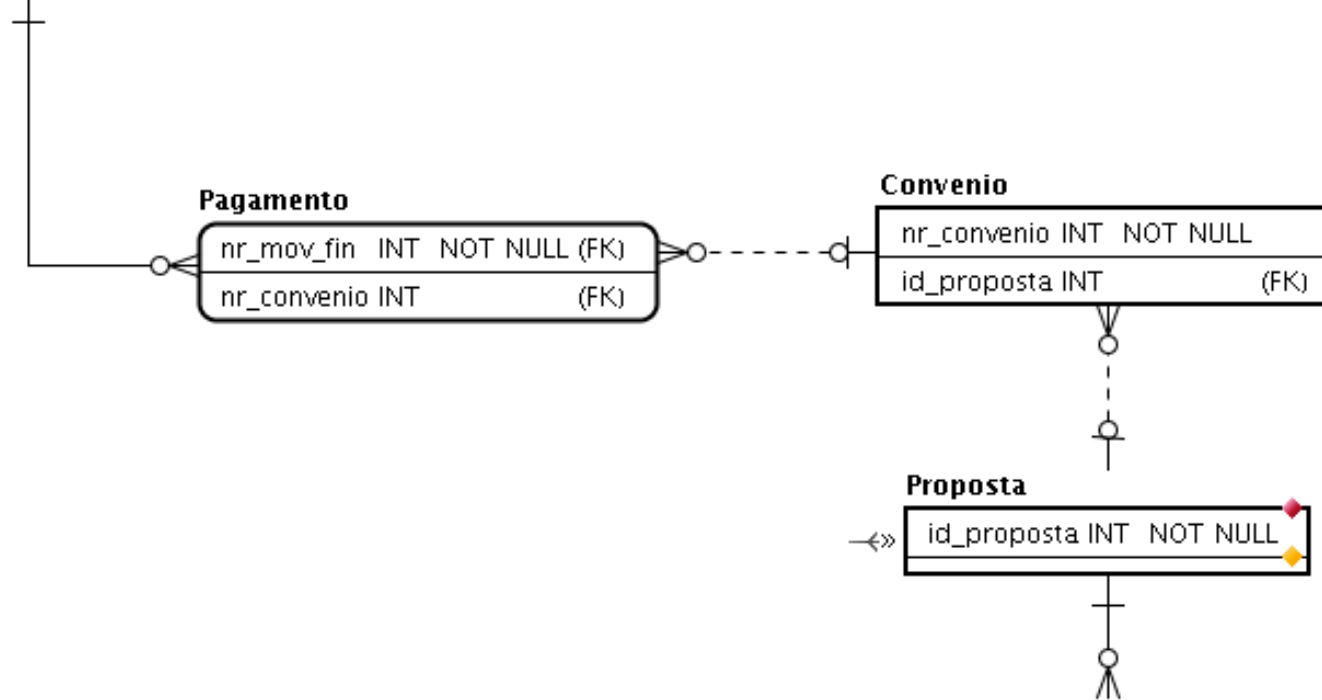 Pagamento
nr_mov_fin INT NOT NULL (FK)
nr_convenio INT (FK)
Convenio
nr_convenio INT NOT NULL
id_proposta INT (FK)
Proposta
id_proposta INT NOT NULL